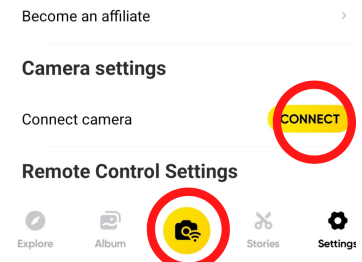 Become an affiliate
Camera settings
Connect camera CONNECT
Remote Control Settings
Explore Album Stories Settings